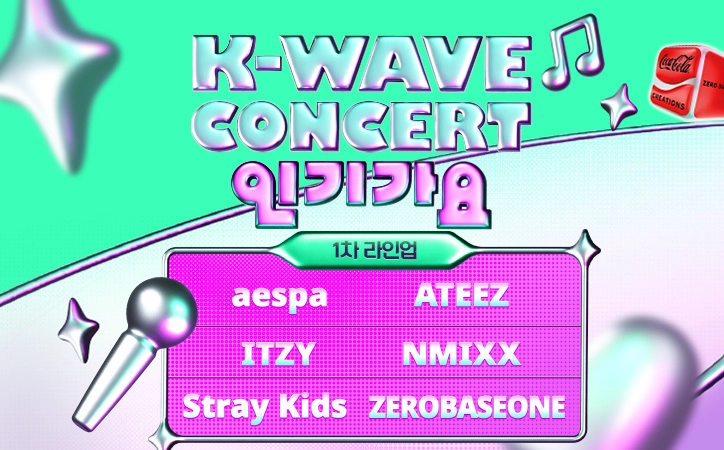 K-WAVE
CONCERT
인기가요
Coca-Cola
CREATIONS
ZERO
1차 라인업
aespa ATEEZ
ITZY NMIXX
Stray Kids ZEROBASEONE